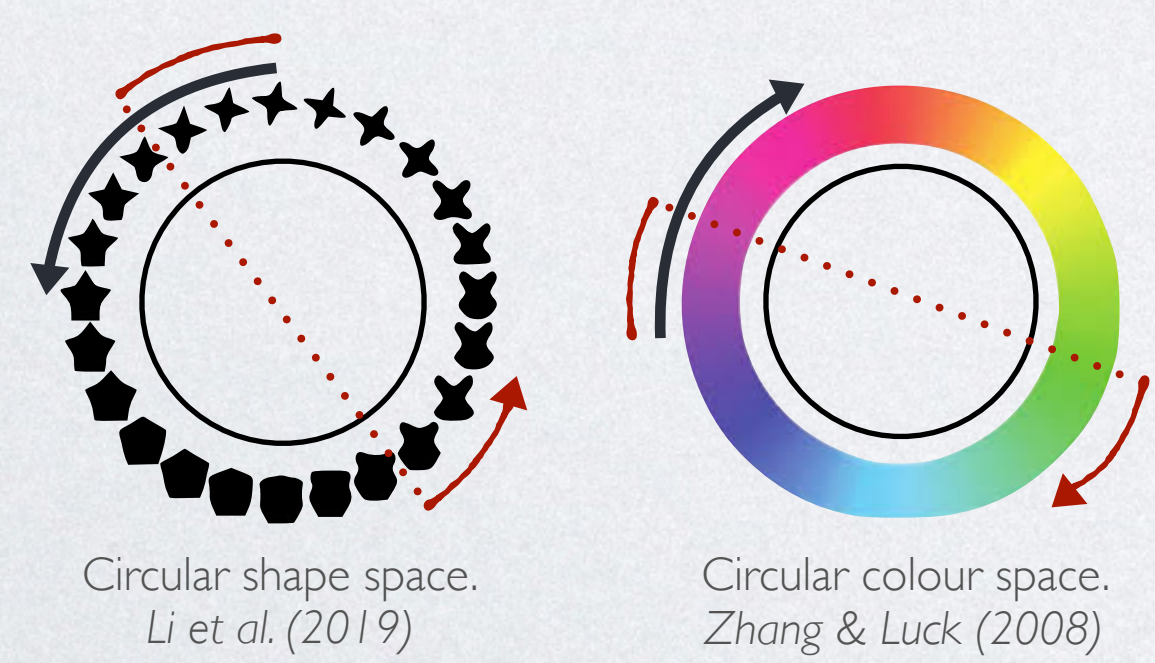 Circular shape space.
Li et al. (2019)
Circular colour space.
Zhang & Luck (2008)